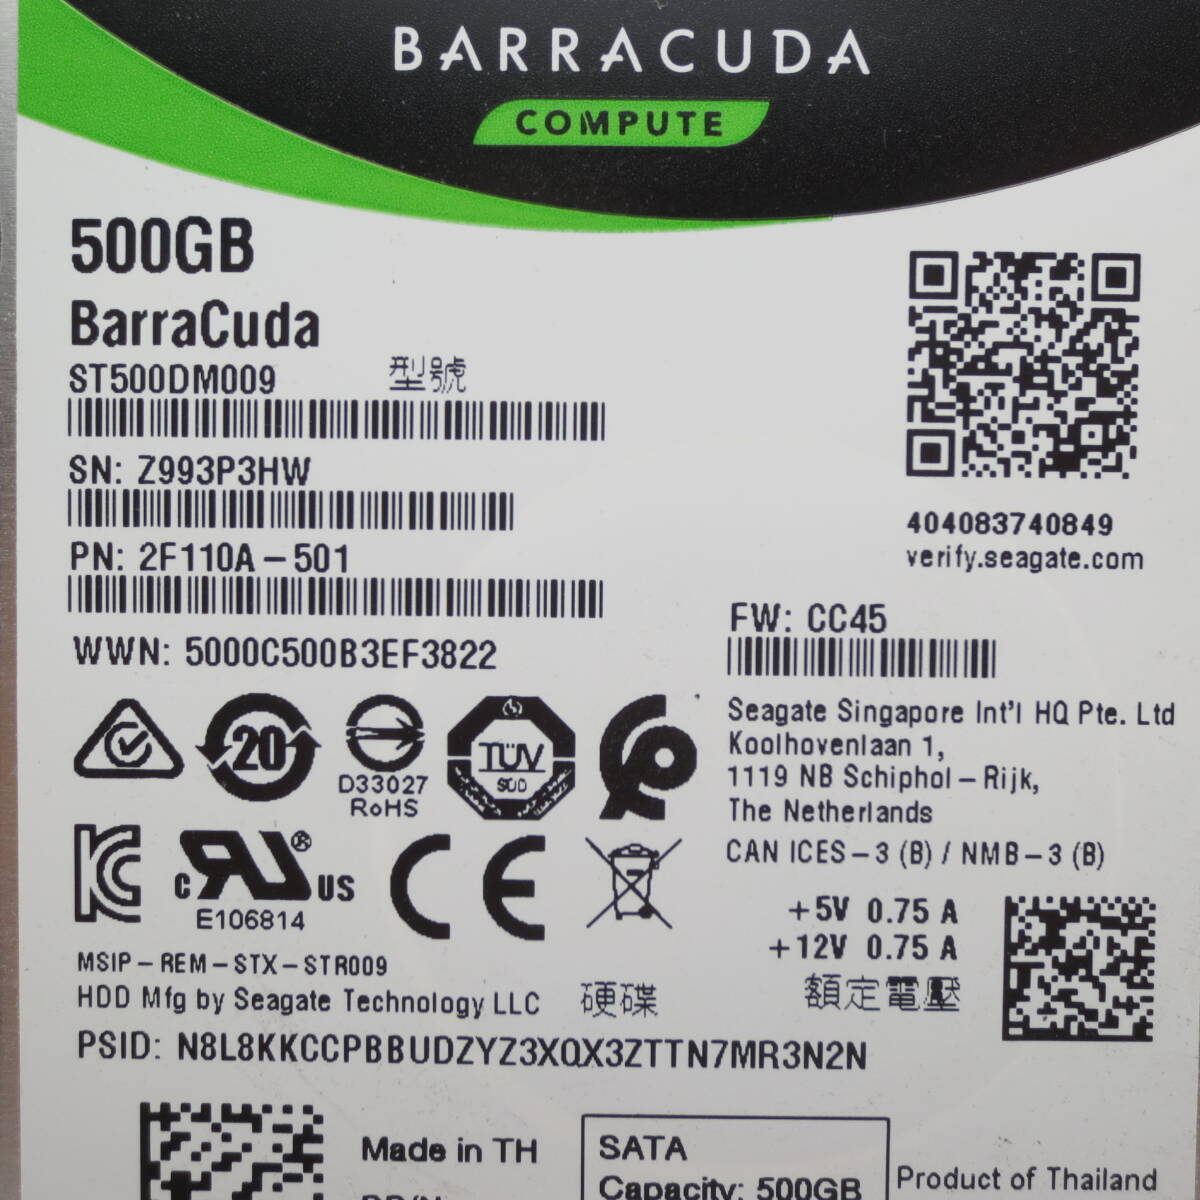 BARRACUDA
COMPUTE
500GB
BarraCuda
ST500DM009 型號
SN: Z993P3HW
PN: 2F110A-501
WWN: 5000C500B3EF3822
404083740849
verify.seagate.com
FW: CC45
Seagate Singapore Int'l HQ Pte. Ltd
Koolhovenlaan 1,
1119 NB Schiphol-Rijk,
The Netherlands
CAN ICES-3 (B) / NMB-3 (B)
20
D33027
RoHS
TÜV
SÜD
c RU ® US
E106814
CE
+5V 0.75 A
+12V 0.75 A
額定電壓
MSIP-REM-STX-STR009
HDD Mfg by Seagate Technology LLC 硬碟
PSID: N8L8KKCCPBBUDZYZ3XQX3ZTTN7MR3N2N
Made in TH
SATA
Capacity: 500GB
Product of Thailand